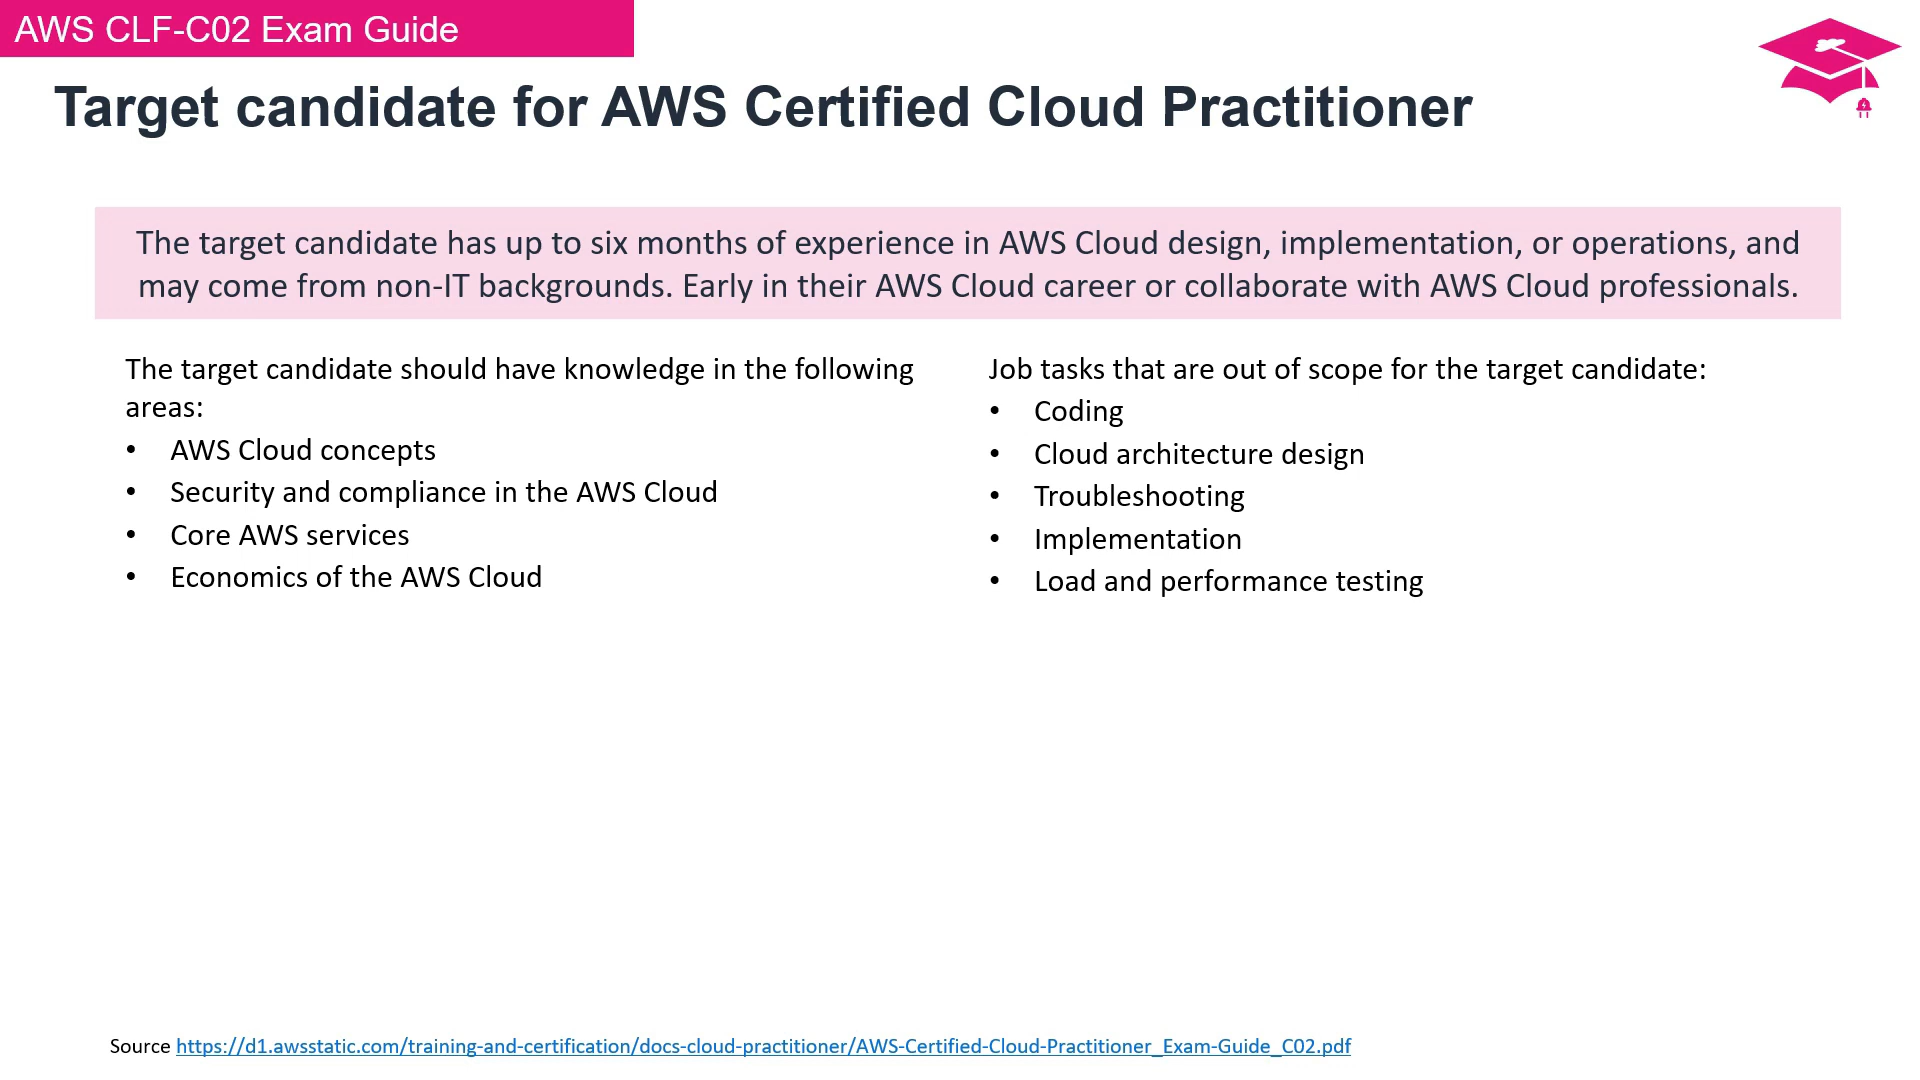 AWS CLF-C02 Exam Guide
Target candidate for AWS Certified Cloud Practitioner
The target candidate has up to six months of experience in AWS Cloud design, implementation, or operations, and
may come from non-IT backgrounds. Early in their AWS Cloud career or collaborate with AWS Cloud professionals.
The target candidate should have knowledge in the following
areas:
• AWS Cloud concepts
• Security and compliance in the AWS Cloud
• Core AWS services
• Economics of the AWS Cloud
Job tasks that are out of scope for the target candidate:
• Coding
• Cloud architecture design
• Troubleshooting
• Implementation
• Load and performance testing
Source https://d1.awsstatic.com/training-and-certification/docs-cloud-practitioner/AWS-Certified-Cloud-Practitioner_Exam-Guide_C02.pdf